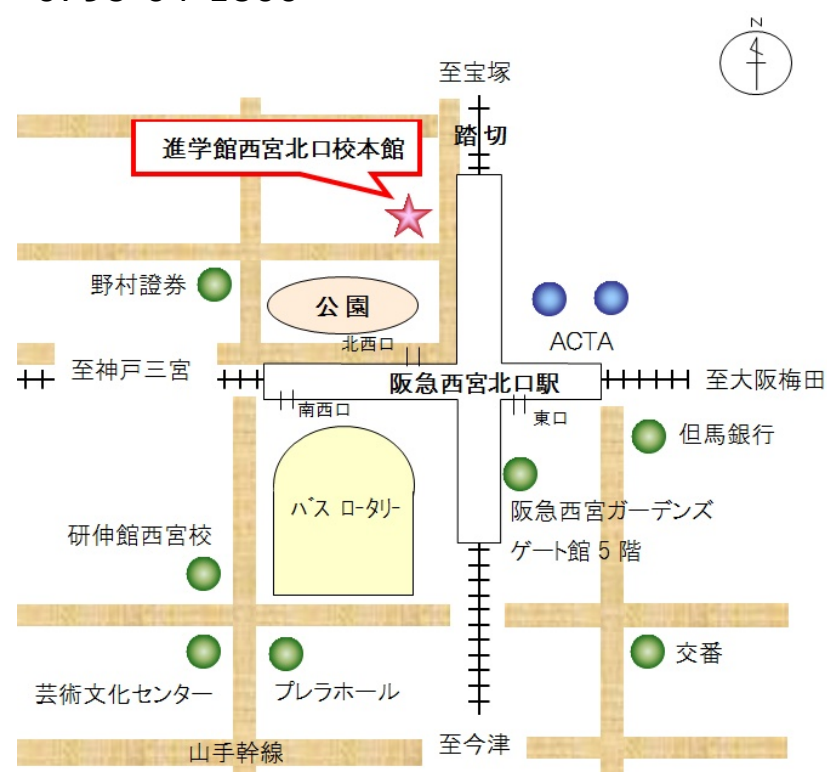 N
至宝塚
踏切
進学館西宮北口校本館
野村證券
公園
ACTA
北西口
至神戸三宮
阪急西宮北口駅
至大阪梅田
南西口
東口
但馬銀行
バスロータリー
阪急西宮ガーデンズ
ゲート館5階
研伸館西宮校
交番
芸術文化センター
プレラホール
至今津
山手幹線